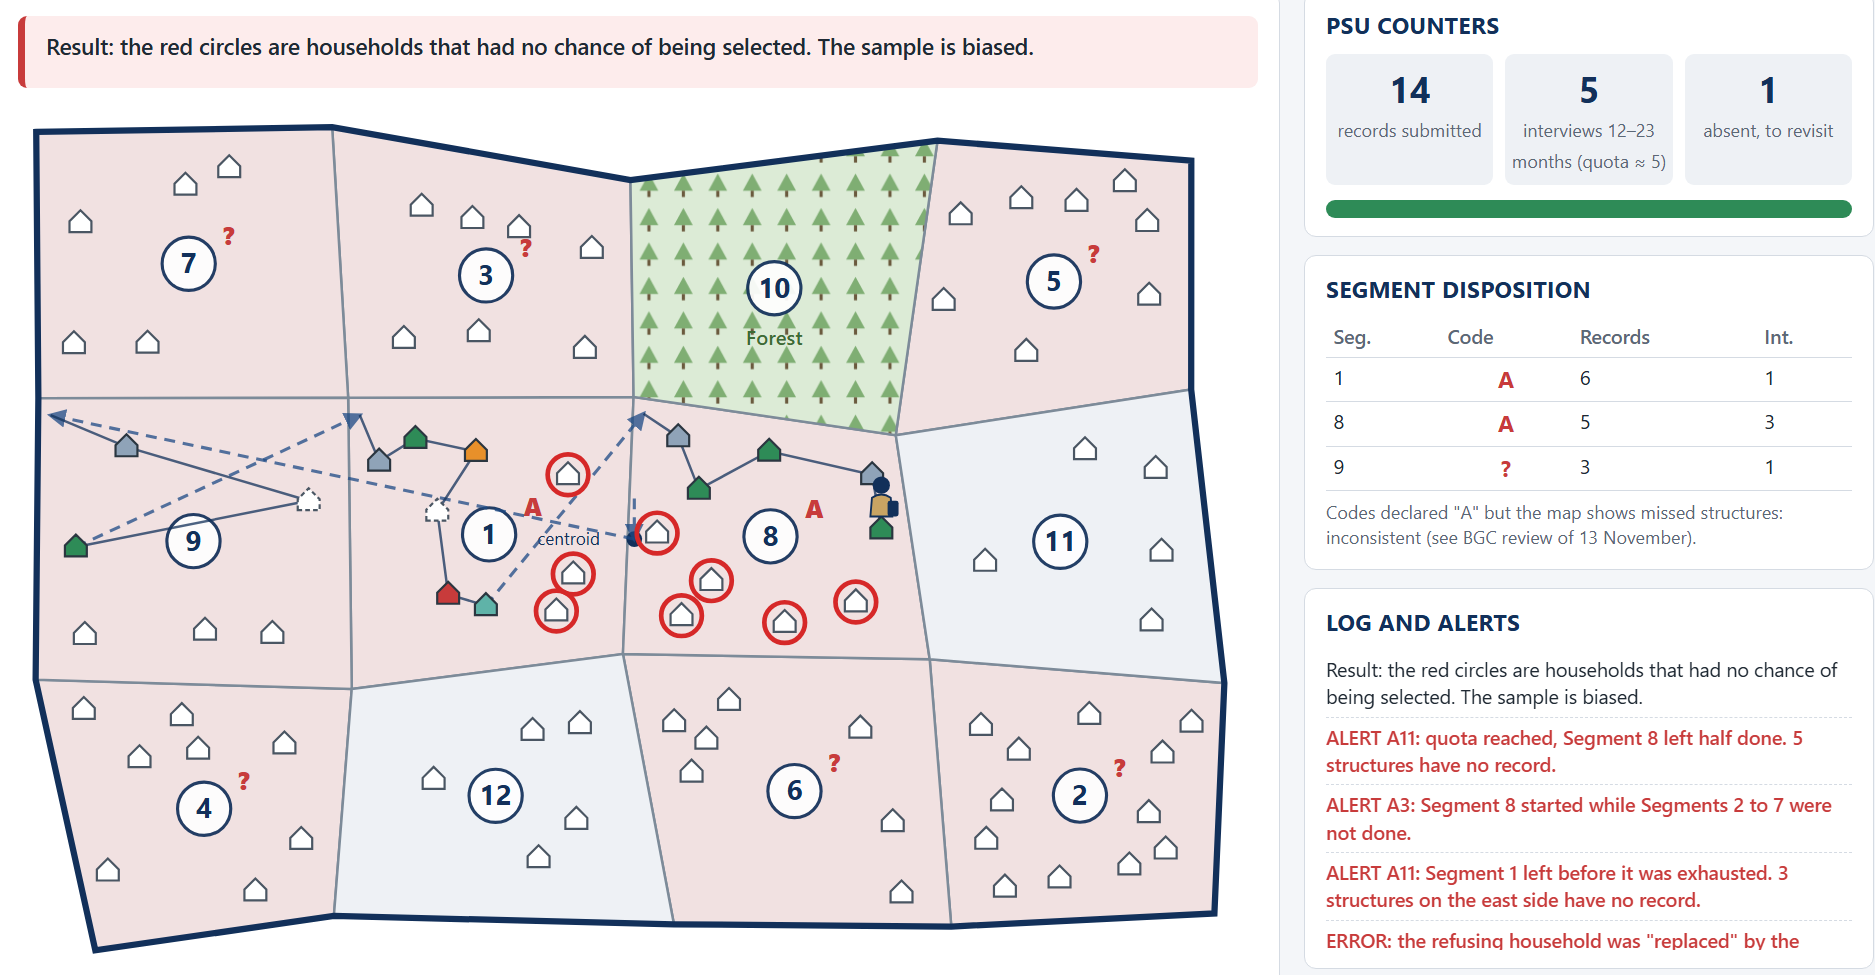 Result: the red circles are households that had no chance of being selected. The sample is biased.
7
?
3
?
10
Forest
5
?
9
1
A
centroid
8
A
11
4
?
12
6
?
2
?
PSU COUNTERS
14
records submitted
5
interviews 12–23
months (quota ≈ 5)
1
absent, to revisit
SEGMENT DISPOSITION
Seg. Code Records Int.
1 A 6 1
8 A 5 3
9 ? 3 1
Codes declared "A" but the map shows missed structures:
inconsistent (see BGC review of 13 November).
LOG AND ALERTS
Result: the red circles are households that had no chance of
being selected. The sample is biased.
ALERT A11: quota reached, Segment 8 left half done. 5
structures have no record.
ALERT A3: Segment 8 started while Segments 2 to 7 were
not done.
ALERT A11: Segment 1 left before it was exhausted. 3
structures on the east side have no record.
ERROR: the refusing household was "replaced" by the